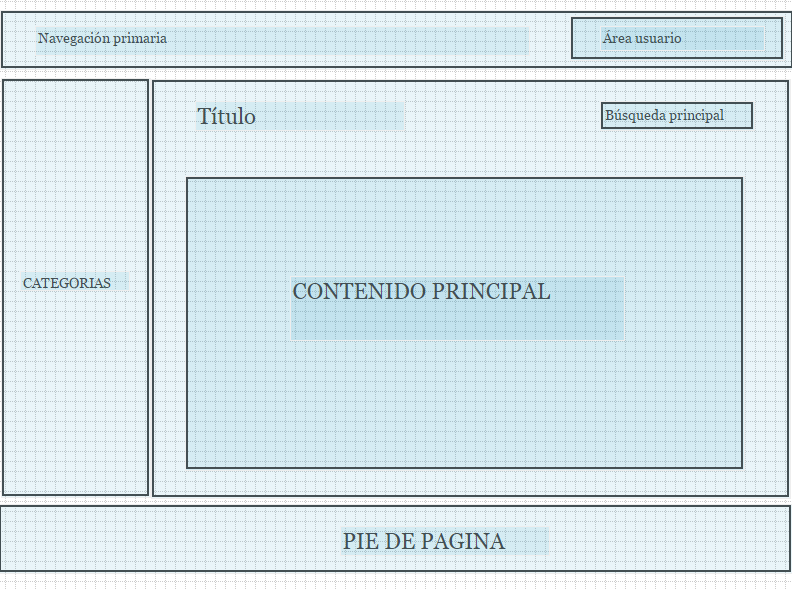 Navegación primaria
Área usuario
Título
Búsqueda principal
CATEGORIAS
CONTENIDO PRINCIPAL
PIE DE PAGINA